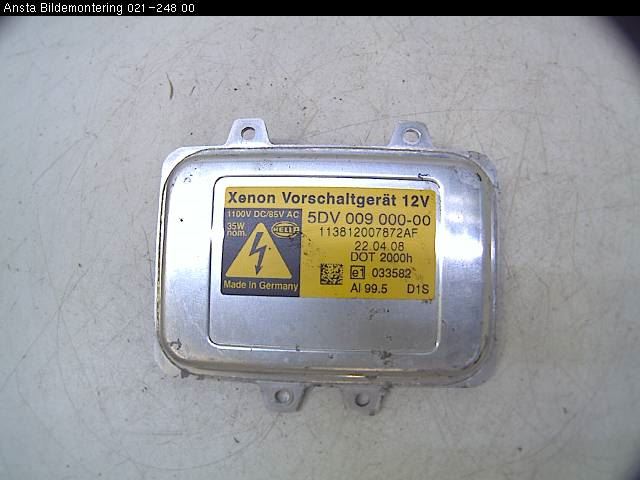 Ansta Bildemontering 021-248 00
Xenon Vorschaltgerät 12V
1100V DC/85V AC
35W
nom.
HELLA
5DV 009 000-00
113812007872AF
22.04.08
DOT 2000h
e1 033582
Al 99.5 D1S
Made in Germany